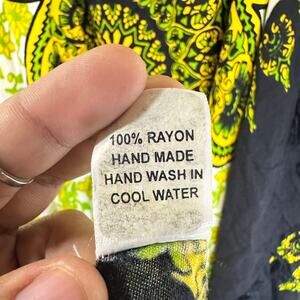 100% RAYON
HAND MADE
HAND WASH IN
COOL WATER